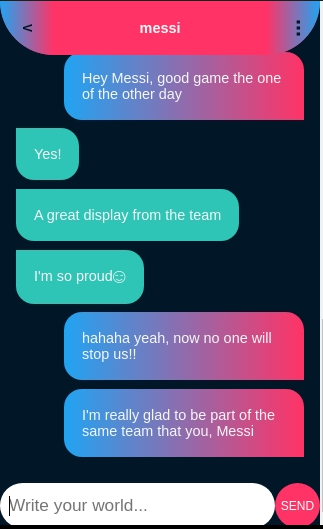 <
messi
Hey Messi, good game the one
of the other day
Yes!
A great display from the team
I'm so proud☺
hahaha yeah, now no one will
stop us!!
I'm really glad to be part of the
same team that you, Messi
Write your world...
SEND